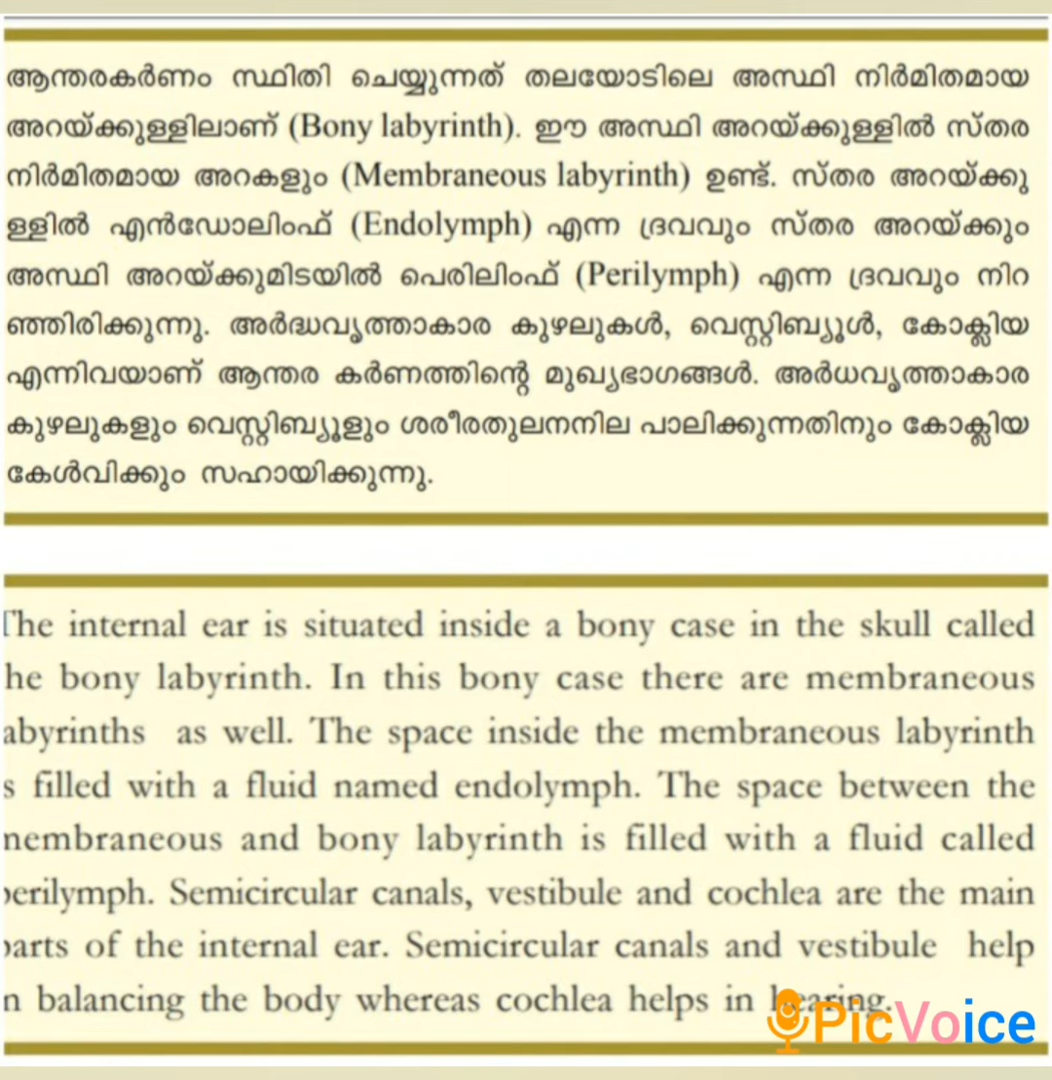 ആന്തരകർണം സ്ഥിതി ചെയ്യുന്നത് തലയോടിലെ അസ്ഥി നിർമിതമായ
അറയ്ക്കുള്ളിലാണ് (Bony labyrinth). ഈ അസ്ഥി അറയ്ക്കുള്ളിൽ സ്തര
നിർമിതമായ അറകളും (Membraneous labyrinth) ഉണ്ട്. സ്തര അറയ്ക്കു
ള്ളിൽ എൻഡോലിംഫ് (Endolymph) എന്ന ദ്രവവും സ്തര അറയ്ക്കും
അസ്ഥി അറയ്ക്കുമിടയിൽ പെരിലിംഫ് (Perilymph) എന്ന ദ്രവവും നിറ
ഞ്ഞിരിക്കുന്നു. അർദ്ധവൃത്താകാര കുഴലുകൾ, വെസ്റ്റിബ്യൂൾ, കോക്ലിയ
എന്നിവയാണ് ആന്തര കർണത്തിന്റെ മുഖ്യഭാഗങ്ങൾ. അർധവൃത്താകാര
കുഴലുകളും വെസ്റ്റിബ്യൂളും ശരീരതുലനനില പാലിക്കുന്നതിനും കോക്ലിയ
കേൾവിക്കും സഹായിക്കുന്നു.
The internal ear is situated inside a bony case in the skull called
he bony labyrinth. In this bony case there are membraneous
abyrinths as well. The space inside the membraneous labyrinth
s filled with a fluid named endolymph. The space between the
nembraneous and bony labyrinth is filled with a fluid called
perilymph. Semicircular canals, vestibule and cochlea are the main
parts of the internal ear. Semicircular canals and vestibule help
n balancing the body whereas cochlea helps in hearing.
PicVoice